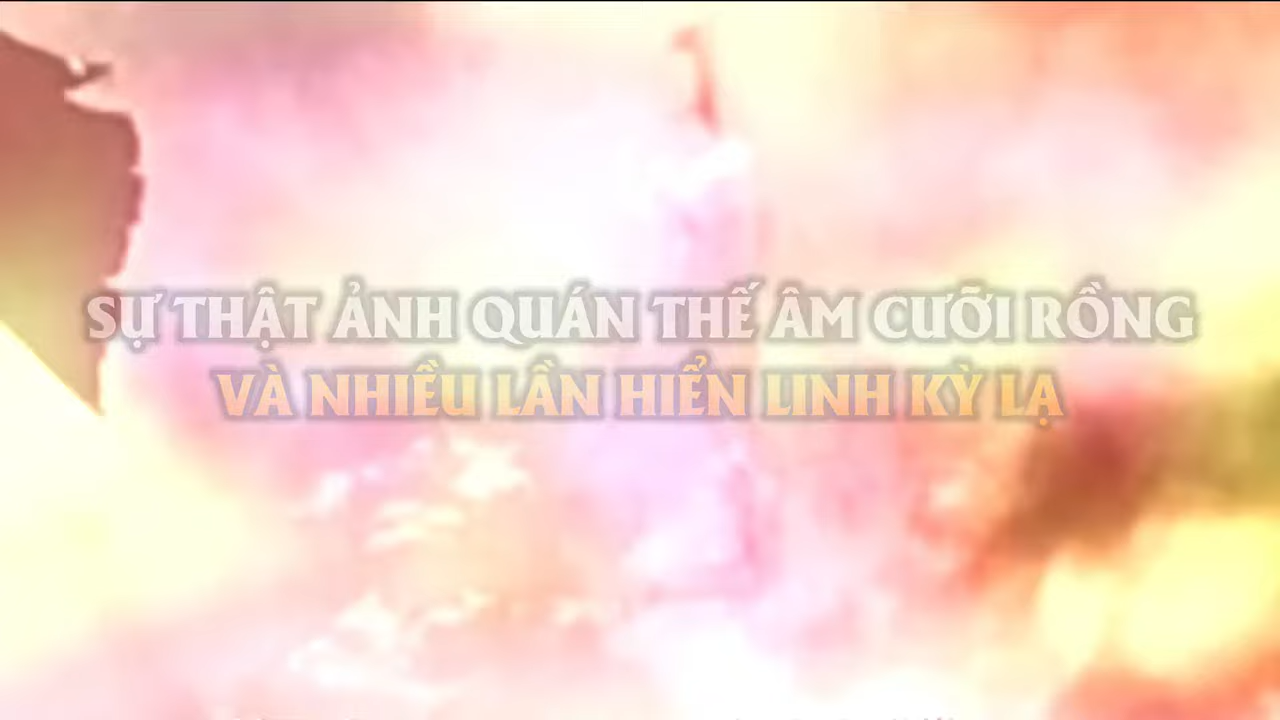 SỰ THẬT ẢNH QUÁN THẾ ÂM CƯỠI RỒNG
VÀ NHIỀU LẦN HIỂN LINH KỲ LẠ